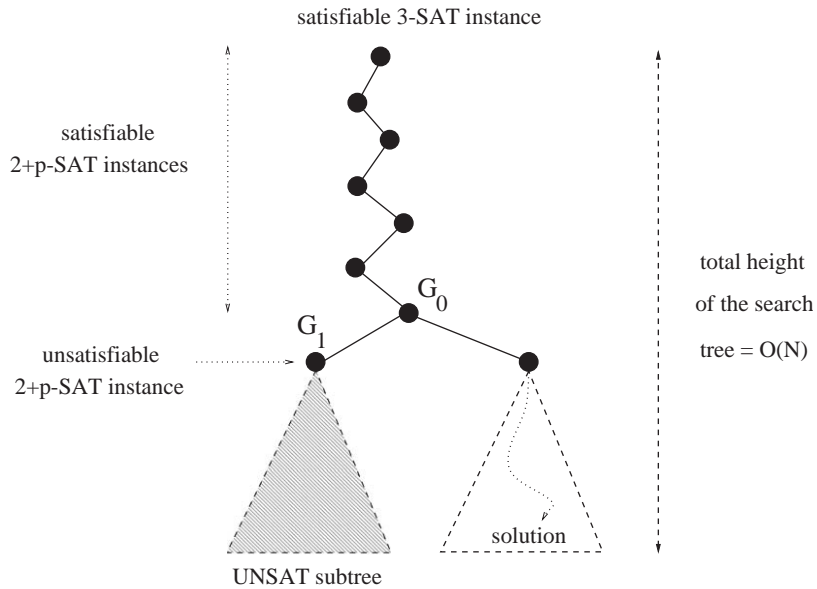 satisfiable 3-SAT instance
satisfiable
2+p-SAT instances
G0
G1
total height
of the search
tree = O(N)
unsatisfiable
2+p-SAT instance
solution
UNSAT subtree